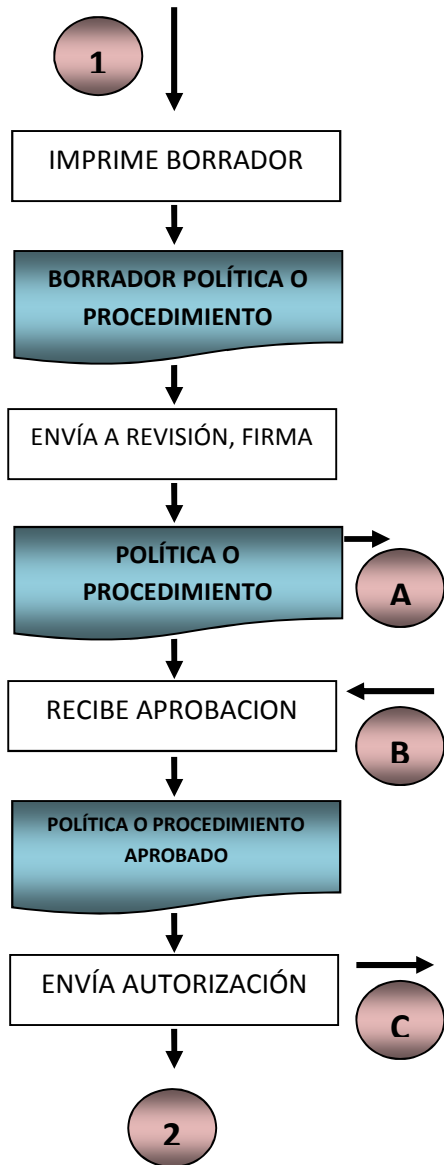 1
IMPRIME BORRADOR
BORRADOR POLÍTICA O
PROCEDIMIENTO
ENVÍA A REVISIÓN, FIRMA
POLÍTICA O
PROCEDIMIENTO
A
RECIBE APROBACION
B
POLÍTICA O PROCEDIMIENTO
APROBADO
ENVÍA AUTORIZACIÓN
C
2